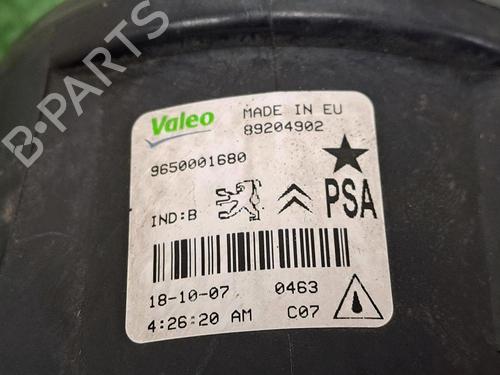 Valeo MADE IN EU
89204902
9650001680
IND:B PSA
18-10-07 0463
4:26:20 AM C07
B-PARTS